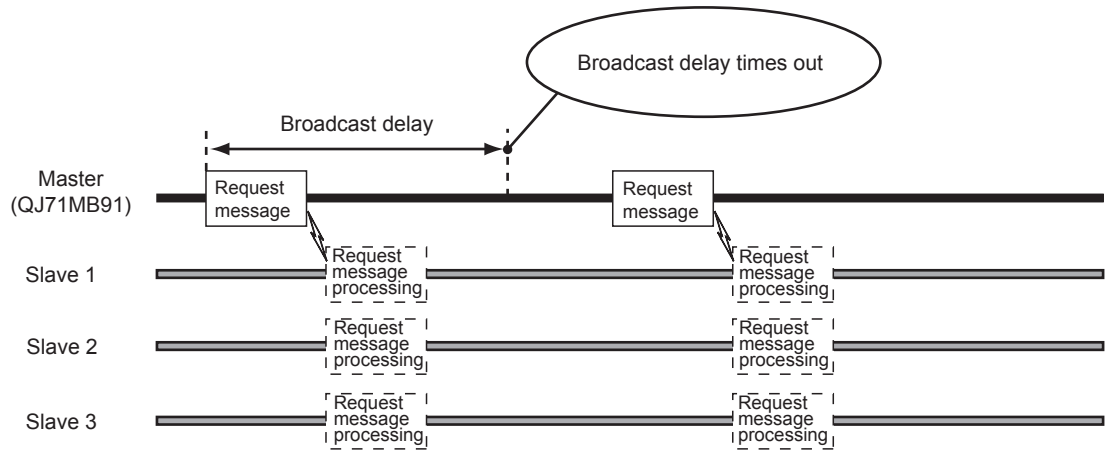 Broadcast delay times out
Broadcast delay
Master
(QJ71MB91)
Request
message
Request
message
Slave 1
Request
message
processing
Request
message
processing
Slave 2
Request
message
processing
Request
message
processing
Slave 3
Request
message
processing
Request
message
processing